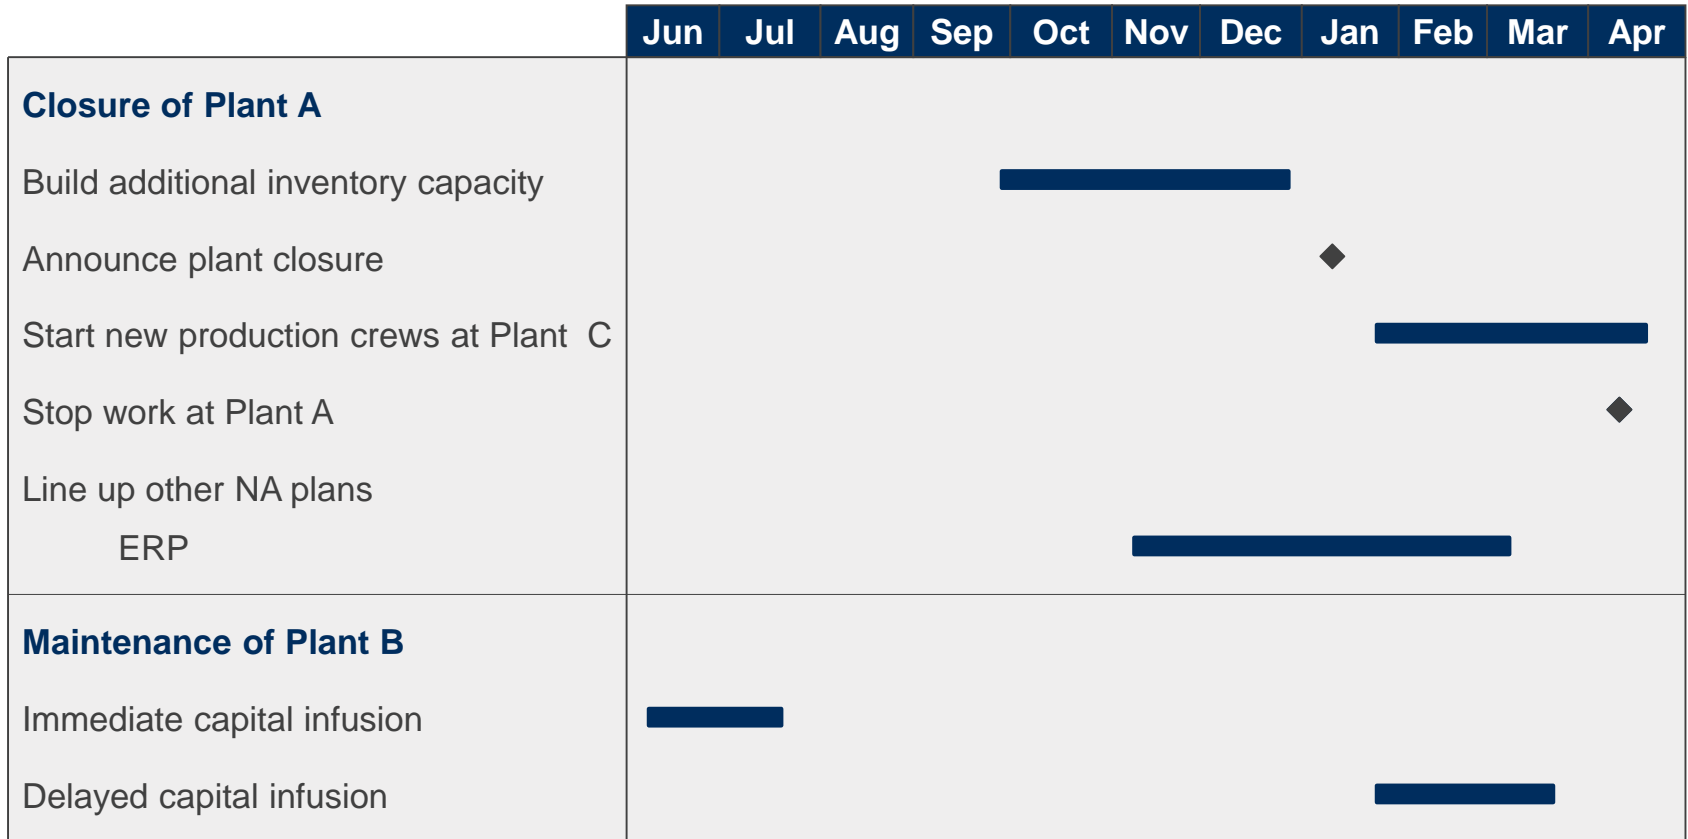 Jun Jul Aug Sep Oct Nov Dec Jan Feb Mar Apr
Closure of Plant A
Build additional inventory capacity
Announce plant closure
Start new production crews at Plant  C
Stop work at Plant A
Line up other NA plans
ERP
Maintenance of Plant B
Immediate capital infusion
Delayed capital infusion